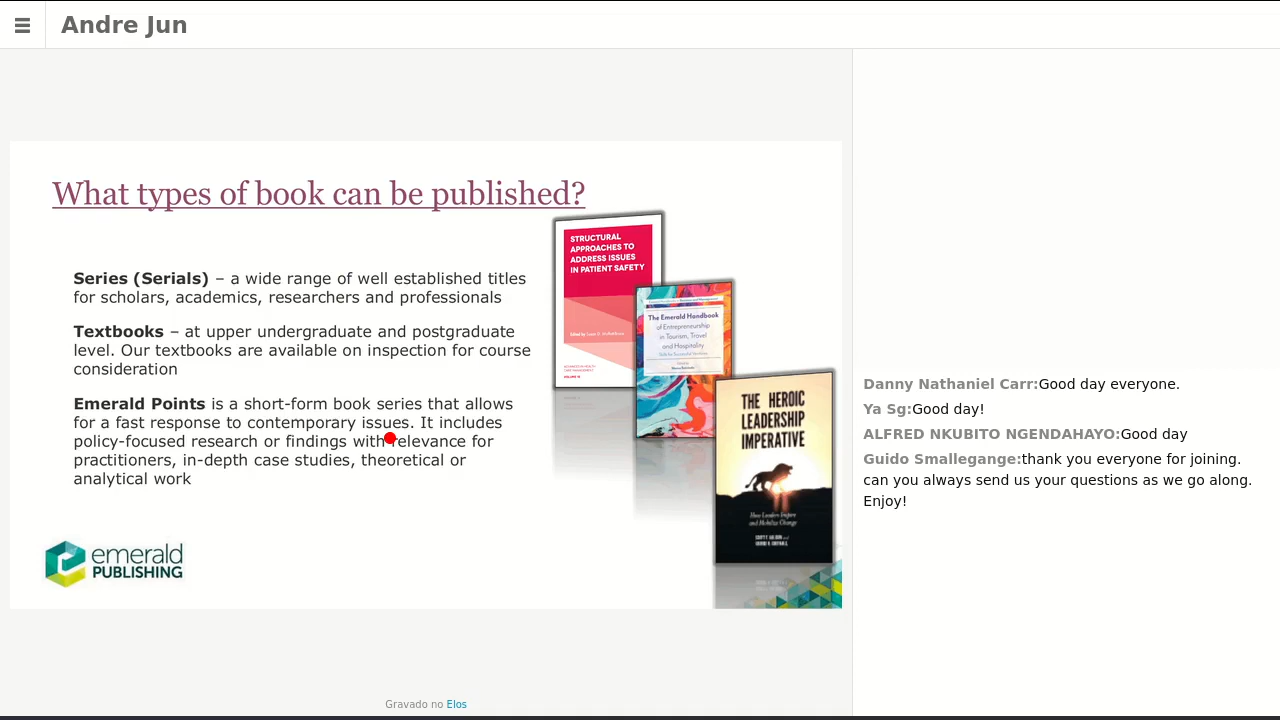 Andre Jun
What types of book can be published?
Series (Serials) – a wide range of well established titles
for scholars, academics, researchers and professionals
Textbooks – at upper undergraduate and postgraduate
level. Our textbooks are available on inspection for course
consideration
Emerald Points is a short-form book series that allows
for a fast response to contemporary issues. It includes
policy-focused research or findings with relevance for
practitioners, in-depth case studies, theoretical or
analytical work
STRUCTURAL
APPROACHES TO
ADDRESS ISSUES
IN PATIENT SAFETY
The Emerald Handbook
of Entrepreneurship
in Tourism, Travel
and Hospitality
THE HEROIC
LEADERSHIP
IMPERATIVE
How Leaders Inspire
and Mobilize Change
emerald
PUBLISHING
Danny Nathaniel Carr:Good day everyone.
Ya Sg:Good day!
ALFRED NKUBITO NGENDAHAYO:Good day
Guido Smallegange:thank you everyone for joining.
can you always send us your questions as we go along.
Enjoy!
Gravado no Elos